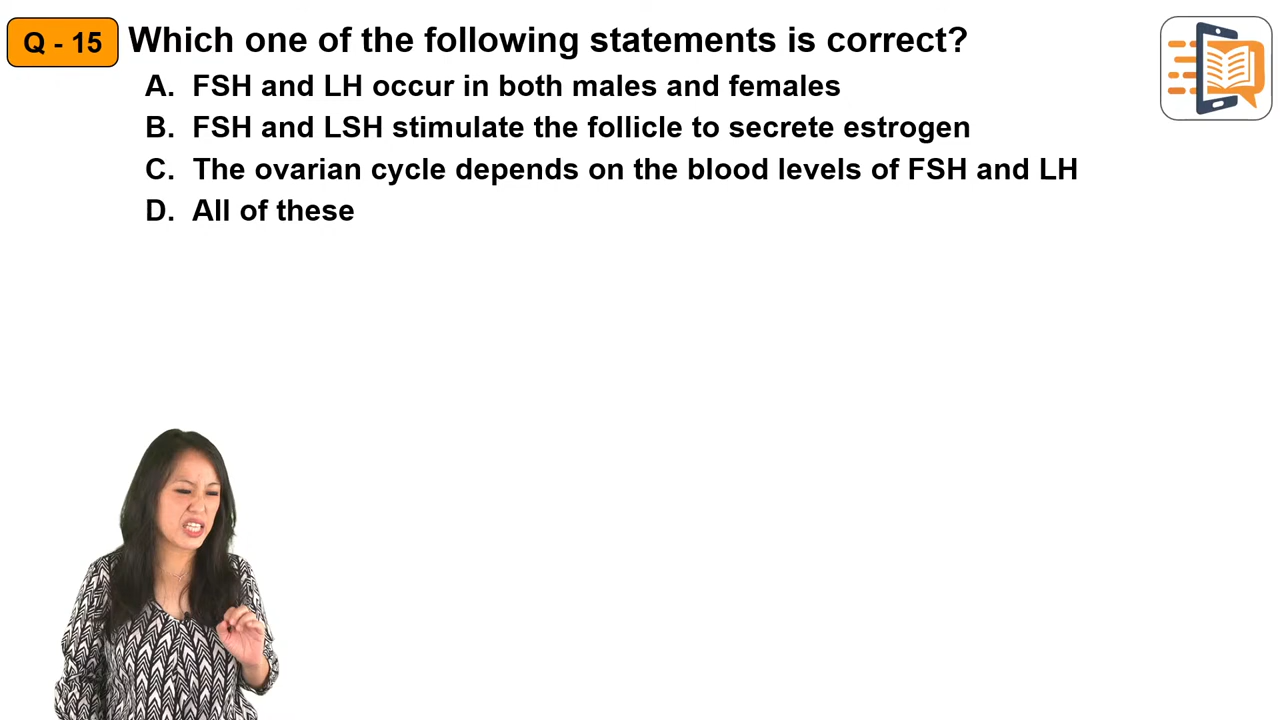 Q - 15 Which one of the following statements is correct?
A. FSH and LH occur in both males and females
B. FSH and LSH stimulate the follicle to secrete estrogen
C. The ovarian cycle depends on the blood levels of FSH and LH
D. All of these